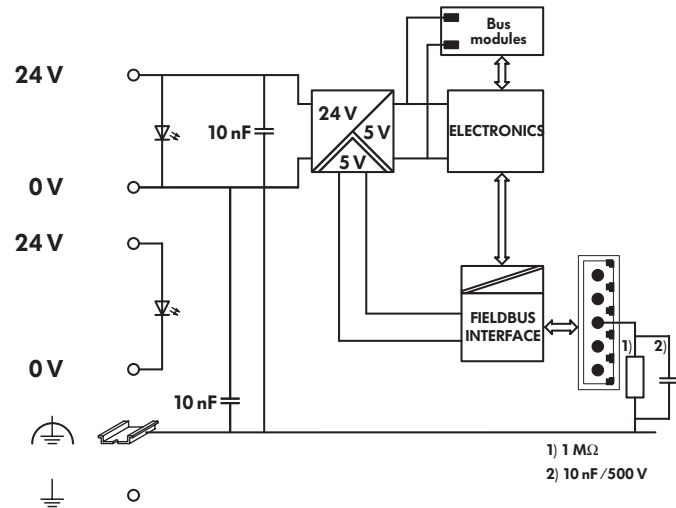 Bus
modules
24 V
10 nF
24 V
5 V
5 V
ELECTRONICS
0 V
24 V
FIELDBUS
INTERFACE
1)
2)
0 V
10 nF
1) 1 MΩ
2) 10 nF/500 V